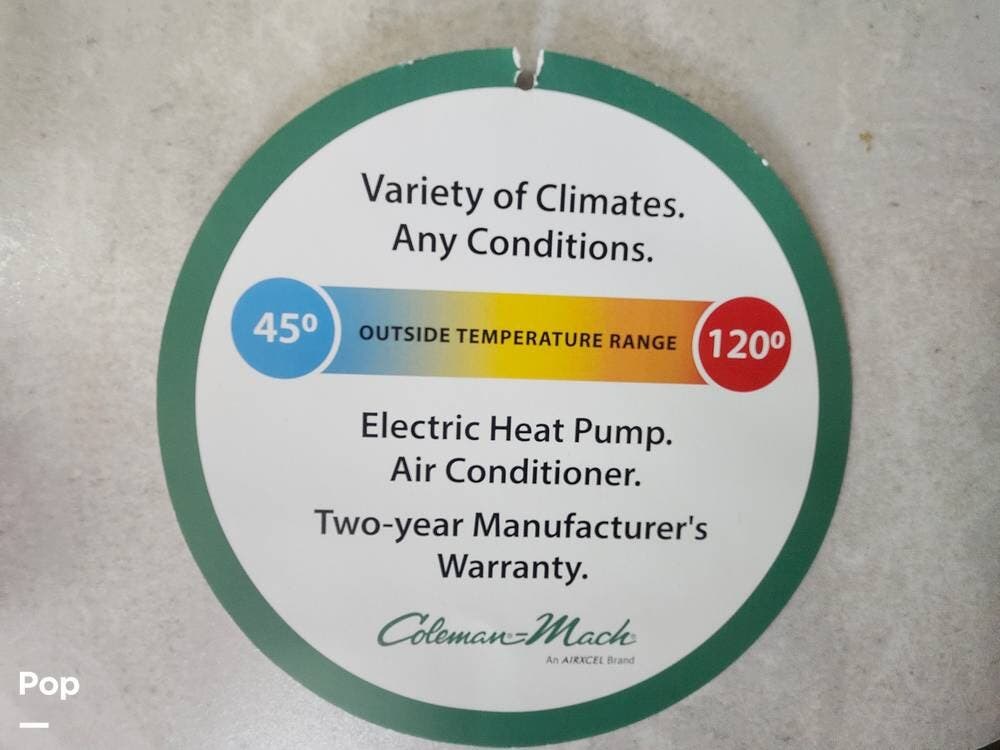 Variety of Climates.
Any Conditions.
45º OUTSIDE TEMPERATURE RANGE 120º
Electric Heat Pump.
Air Conditioner.
Two-year Manufacturer's
Warranty.
Coleman®-Mach®
An AIRXCEL Brand
Pop